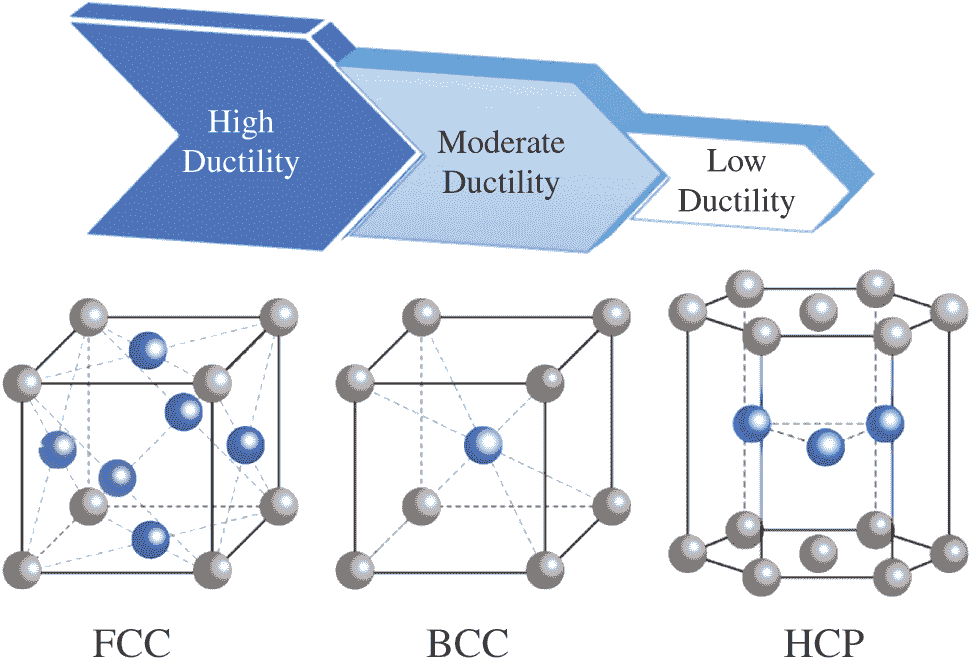 High
Ductility
Moderate
Ductility
Low
Ductility
FCC
BCC
HCP